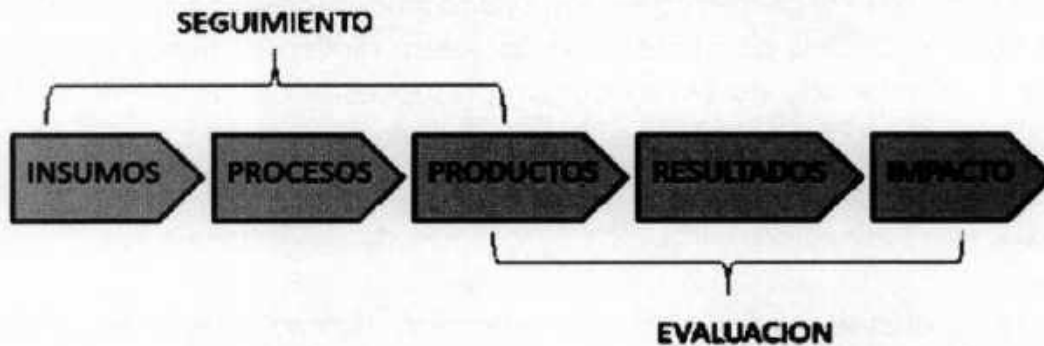 SEGUIMIENTO
INSUMOS PROCESOS PRODUCTOS RESULTADOS IMPACTO
EVALUACION